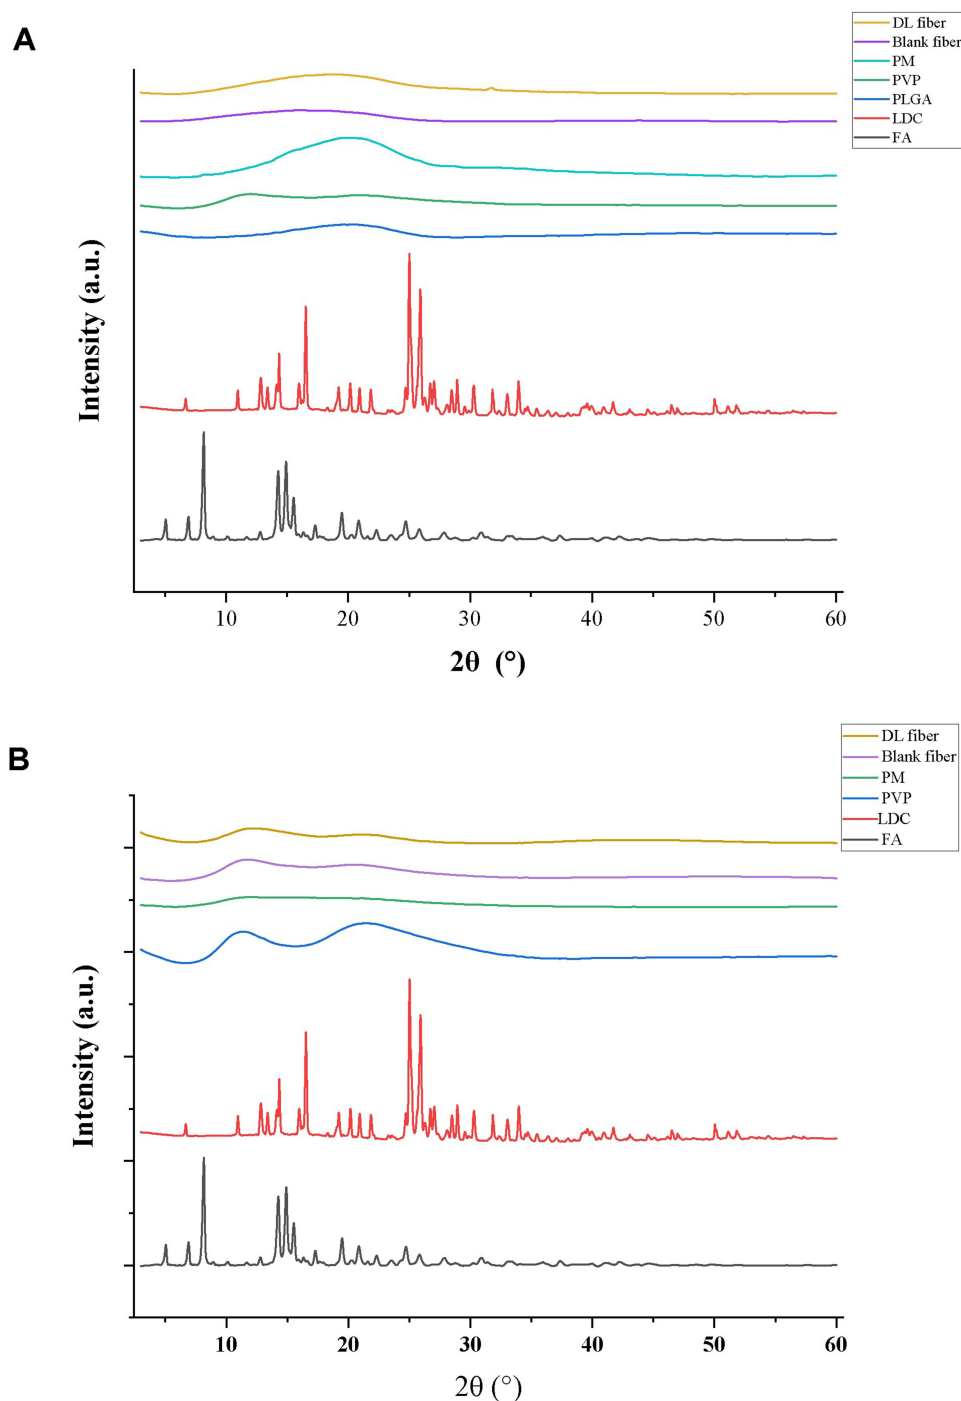 A
DL fiber
Blank fiber
PM
PVP
PLGA
LDC
FA
Intensity (a.u.)
10 20 30 40 50 60
2θ (°)
B
DL fiber
Blank fiber
PM
PVP
LDC
FA
Intensity (a.u.)
10 20 30 40 50 60
2θ (°)